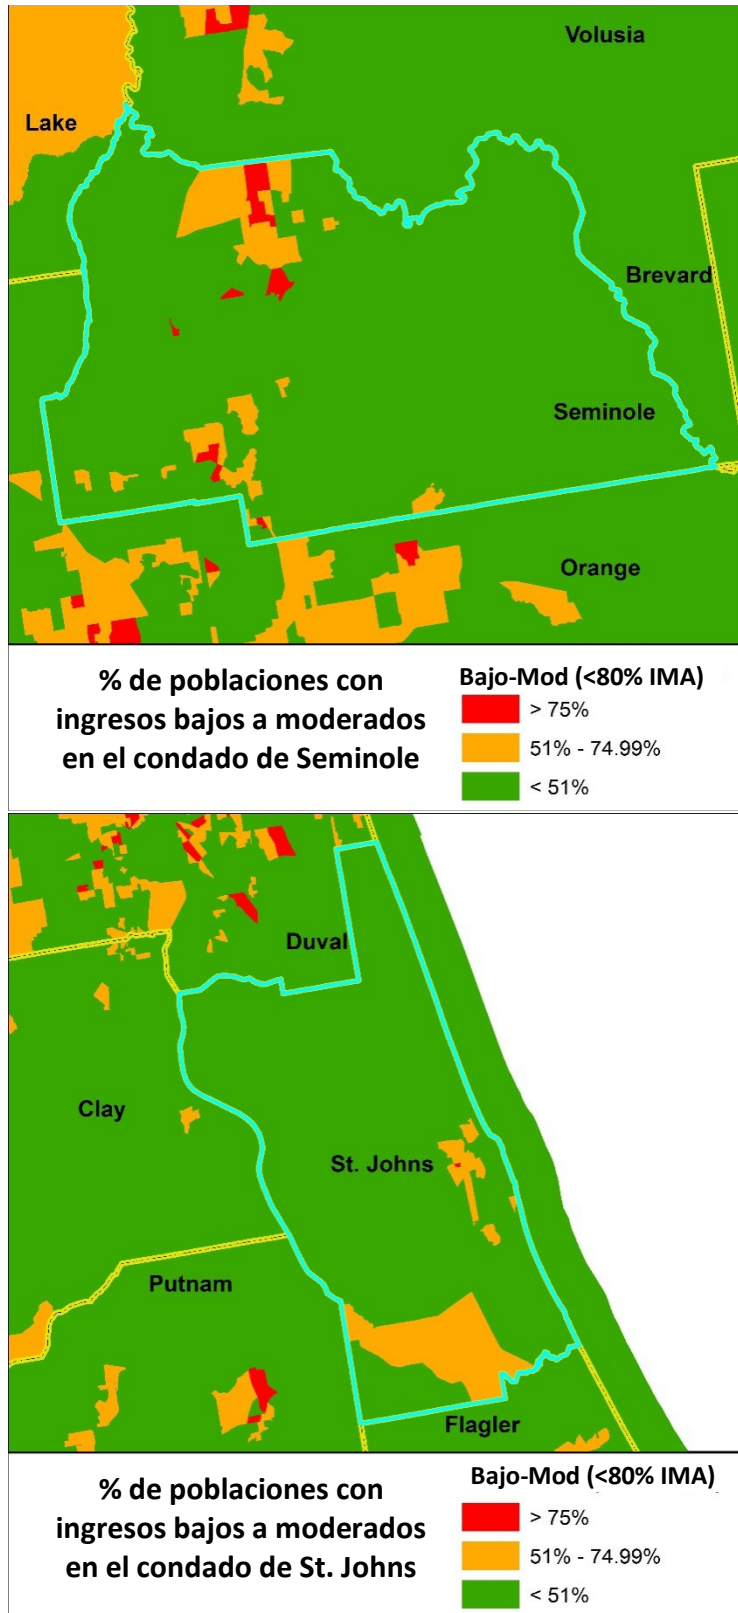 Volusia
Lake
Brevard
Seminole
Orange
% de poblaciones con
ingresos bajos a moderados
en el condado de Seminole
Bajo-Mod (<80% IMA)
> 75%
51% - 74.99%
< 51%
Duval
Clay
St. Johns
Putnam
Flagler
% de poblaciones con
ingresos bajos a moderados
en el condado de St. Johns
Bajo-Mod (<80% IMA)
> 75%
51% - 74.99%
< 51%